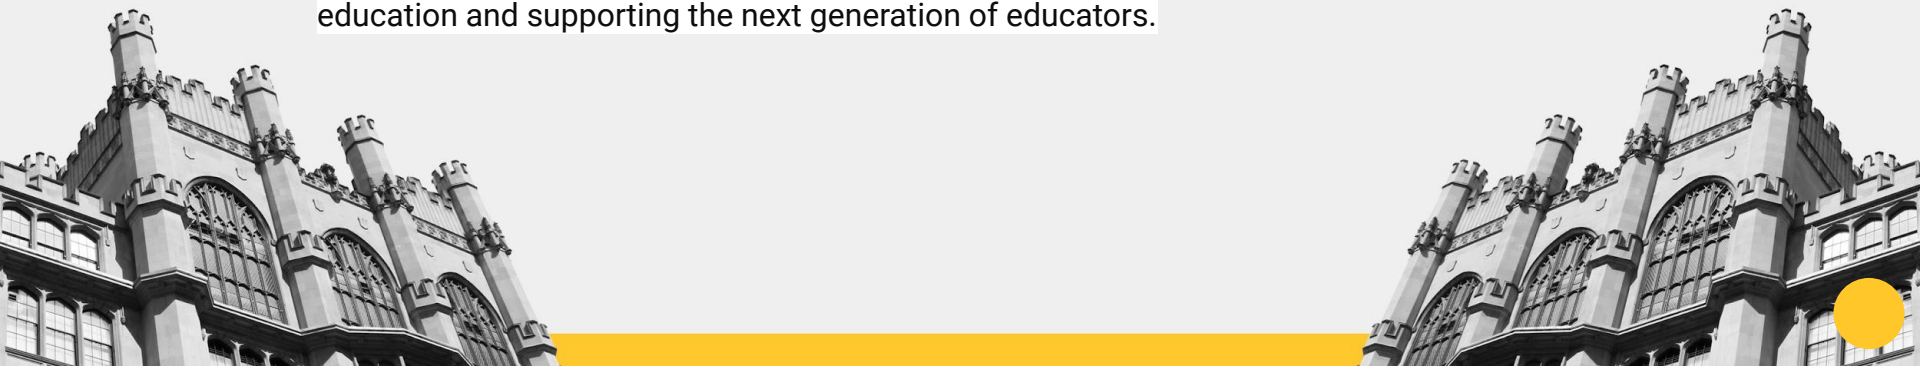 education and supporting the next generation of educators.